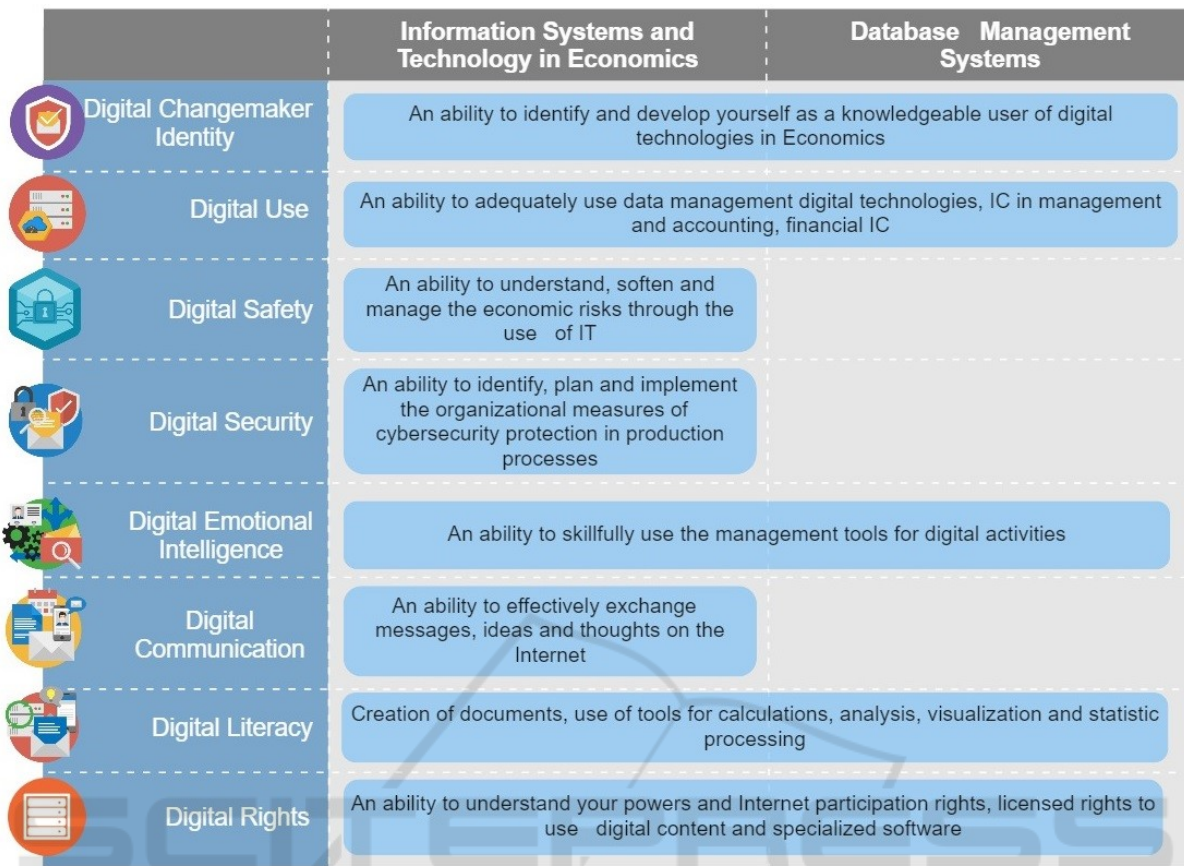 Information Systems and
Technology in Economics
Database Management
Systems
Digital Changemaker
Identity
An ability to identify and develop yourself as a knowledgeable user of digital
technologies in Economics
Digital Use
An ability to adequately use data management digital technologies, IC in management
and accounting, financial IC
Digital Safety
An ability to understand, soften and
manage the economic risks through the
use of IT
Digital Security
An ability to identify, plan and implement
the organizational measures of
cybersecurity protection in production
processes
Digital Emotional
Intelligence
An ability to skillfully use the management tools for digital activities
Digital
Communication
An ability to effectively exchange
messages, ideas and thoughts on the
Internet
Digital Literacy
Creation of documents, use of tools for calculations, analysis, visualization and statistic
processing
Digital Rights
An ability to understand your powers and Internet participation rights, licensed rights to
use digital content and specialized software
SCITEPRESS